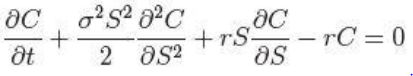 ∂C/∂t + σ²S²/2 ∂²C/∂S² + rS ∂C/∂S − rC = 0